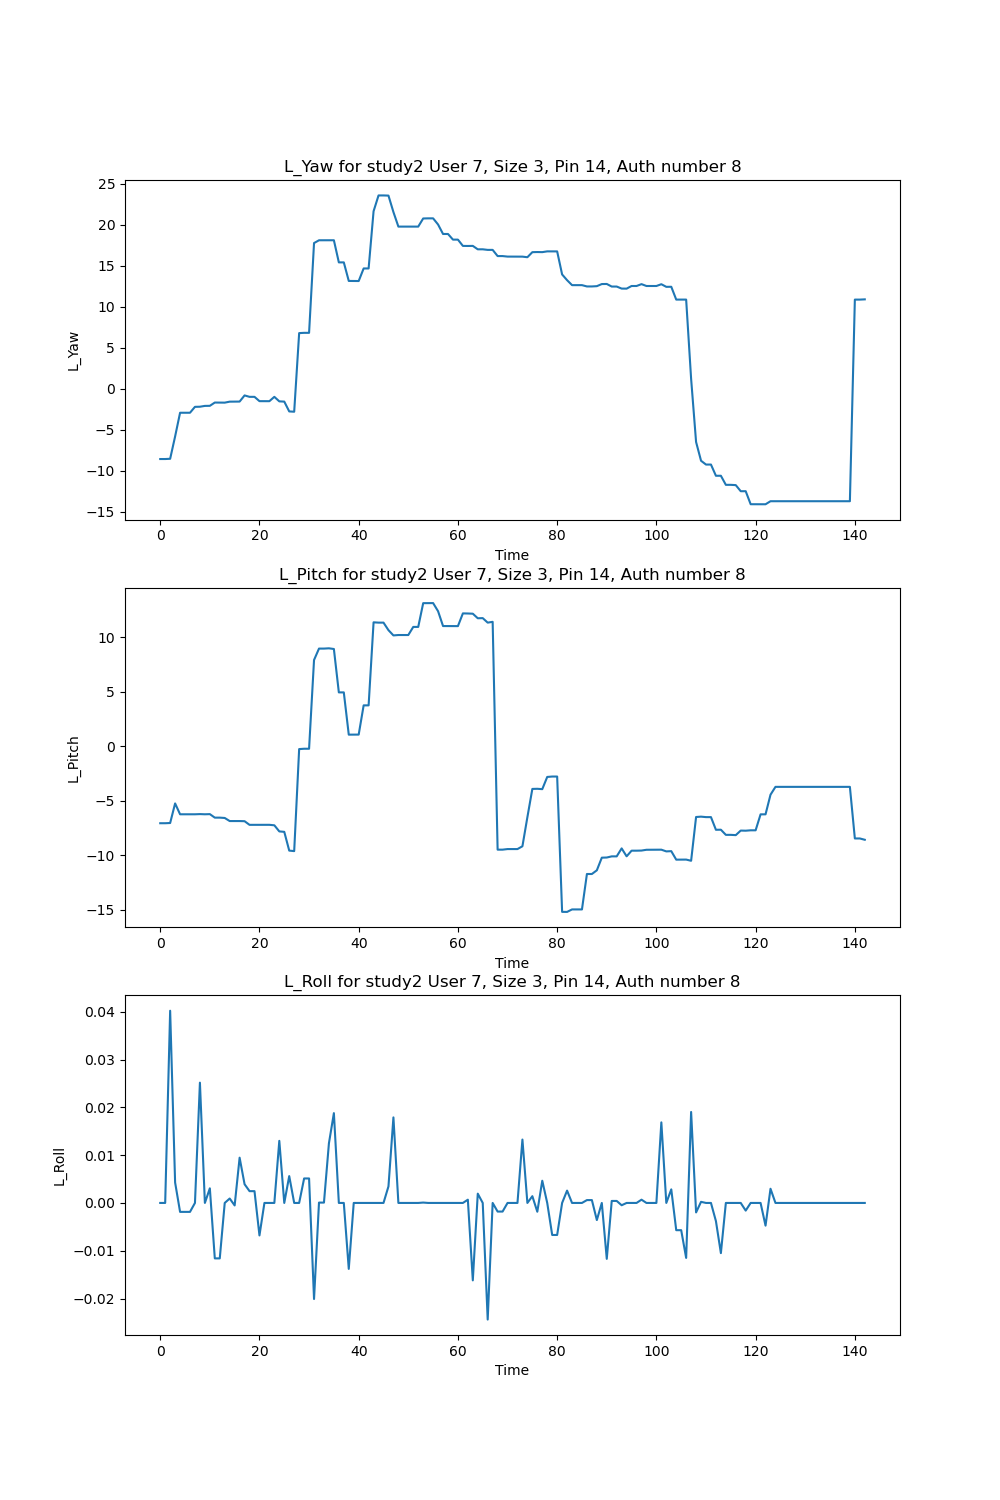 L_Yaw for study2 User 7, Size 3, Pin 14, Auth number 8
25
20
15
10
5
0
−5
−10
−15
L_Yaw
0 20 40 60 80 100 120 140
Time
L_Pitch for study2 User 7, Size 3, Pin 14, Auth number 8
10
5
0
−5
−10
−15
L_Pitch
0 20 40 60 80 100 120 140
Time
L_Roll for study2 User 7, Size 3, Pin 14, Auth number 8
0.04
0.03
0.02
0.01
0.00
−0.01
−0.02
L_Roll
0 20 40 60 80 100 120 140
Time